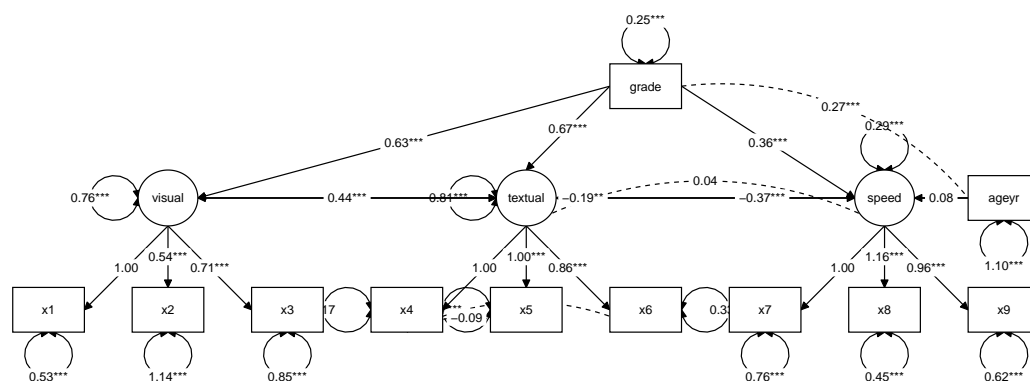 0.25***
grade
0.27***
0.63***
0.67***
0.36***
0.29***
0.04
0.76***
visual
0.44***
0.81***
textual
−0.19**
−0.37***
speed
0.08
ageyr
1.00
0.54***
0.71***
1.00
1.00***
0.86***
1.00
1.16***
0.96***
1.10***
x1
x2
x3
x4
−0.09
x5
x6
x7
x8
x9
0.53***
1.14***
0.85***
0.76***
0.45***
0.62***